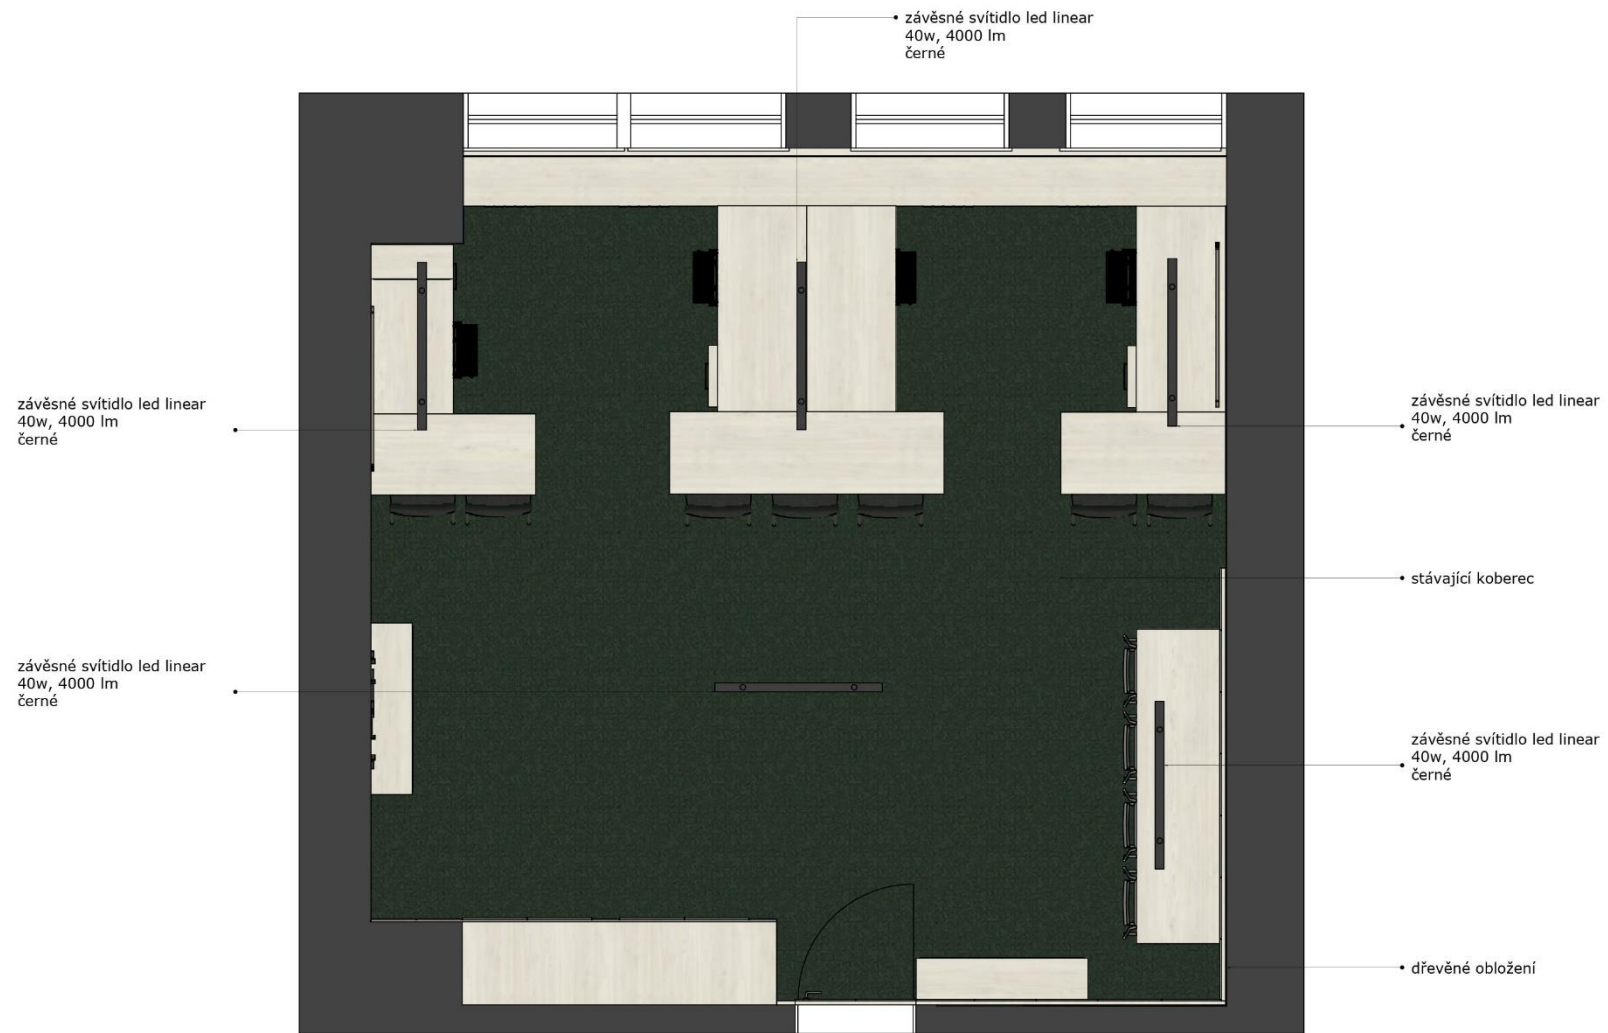 závěsné svítidlo led linear
40w, 4000 lm
černé
závěsné svítidlo led linear
40w, 4000 lm
černé
závěsné svítidlo led linear
40w, 4000 lm
černé
stávající koberec
závěsné svítidlo led linear
40w, 4000 lm
černé
závěsné svítidlo led linear
40w, 4000 lm
černé
dřevěné obložení